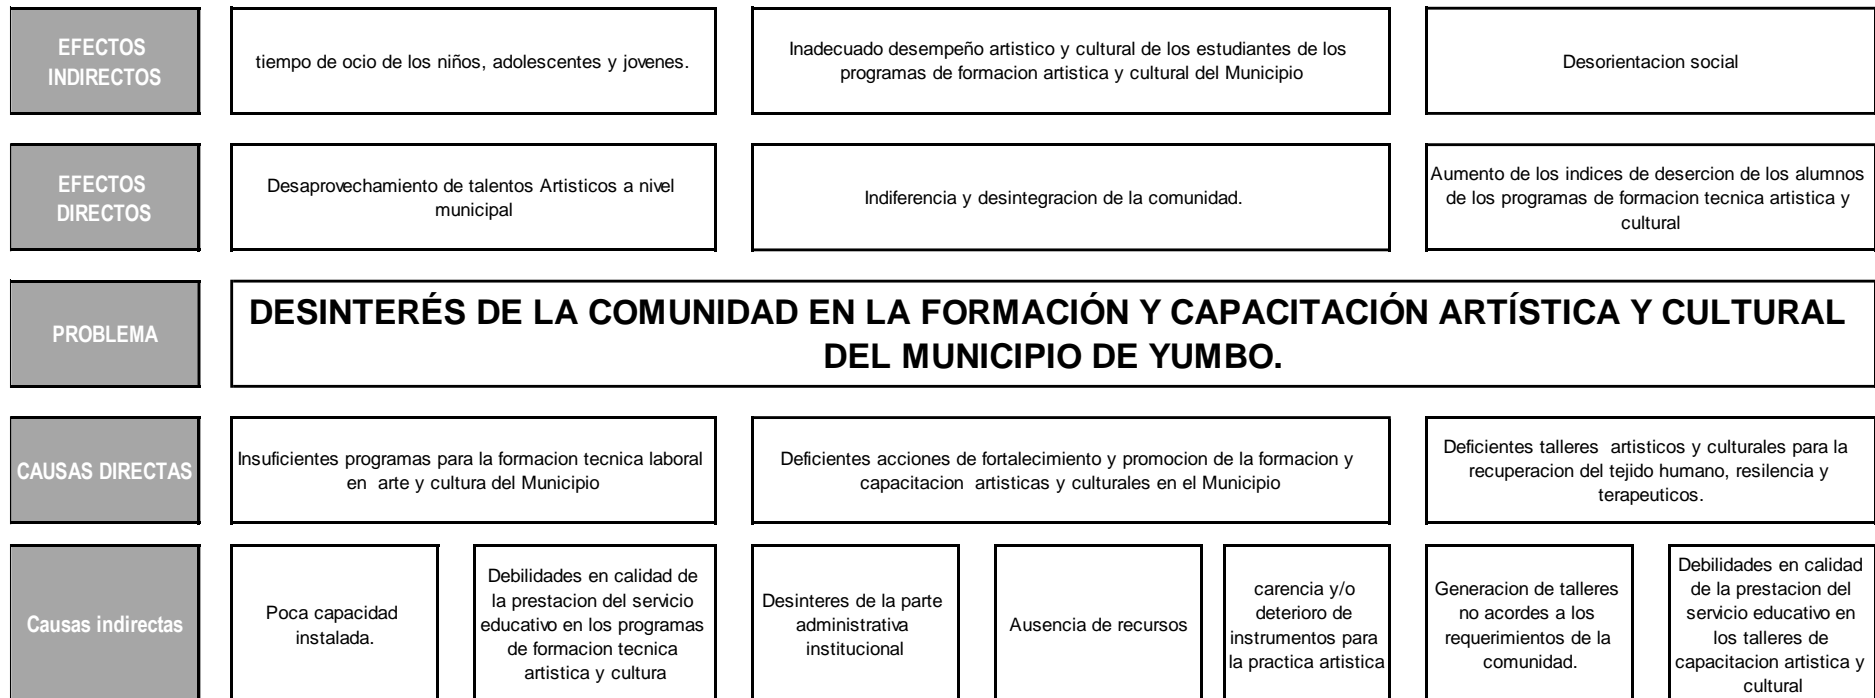 EFECTOS
INDIRECTOS
tiempo de ocio de los niños, adolescentes y jovenes.
Inadecuado desempeño artistico y cultural de los estudiantes de los
programas de formacion artistica y cultural del Municipio
Desorientacion social
EFECTOS
DIRECTOS
Desaprovechamiento de talentos Artisticos a nivel
municipal
Indiferencia y desintegracion de la comunidad.
Aumento de los indices de desercion de los alumnos
de los programas de formacion tecnica artistica y
cultural
PROBLEMA
DESINTERÉS DE LA COMUNIDAD EN LA FORMACIÓN Y CAPACITACIÓN ARTÍSTICA Y CULTURAL
DEL MUNICIPIO DE YUMBO.
CAUSAS DIRECTAS
Insuficientes programas para la formacion tecnica laboral
en arte y cultura del Municipio
Deficientes acciones de fortalecimiento y promocion de la formacion y
capacitacion artisticas y culturales en el Municipio
Deficientes talleres artisticos y culturales para la
recuperacion del tejido humano, resilencia y
terapeuticos.
Causas indirectas
Poca capacidad
instalada.
Debilidades en calidad de
la prestacion del servicio
educativo en los programas
de formacion tecnica
artistica y cultura
Desinteres de la parte
administrativa
institucional
Ausencia de recursos
carencia y/o
deterioro de
instrumentos para
la practica artistica
Generacion de talleres
no acordes a los
requerimientos de la
comunidad.
Debilidades en calidad
de la prestacion del
servicio educativo en
los talleres de
capacitacion artistica y
cultural